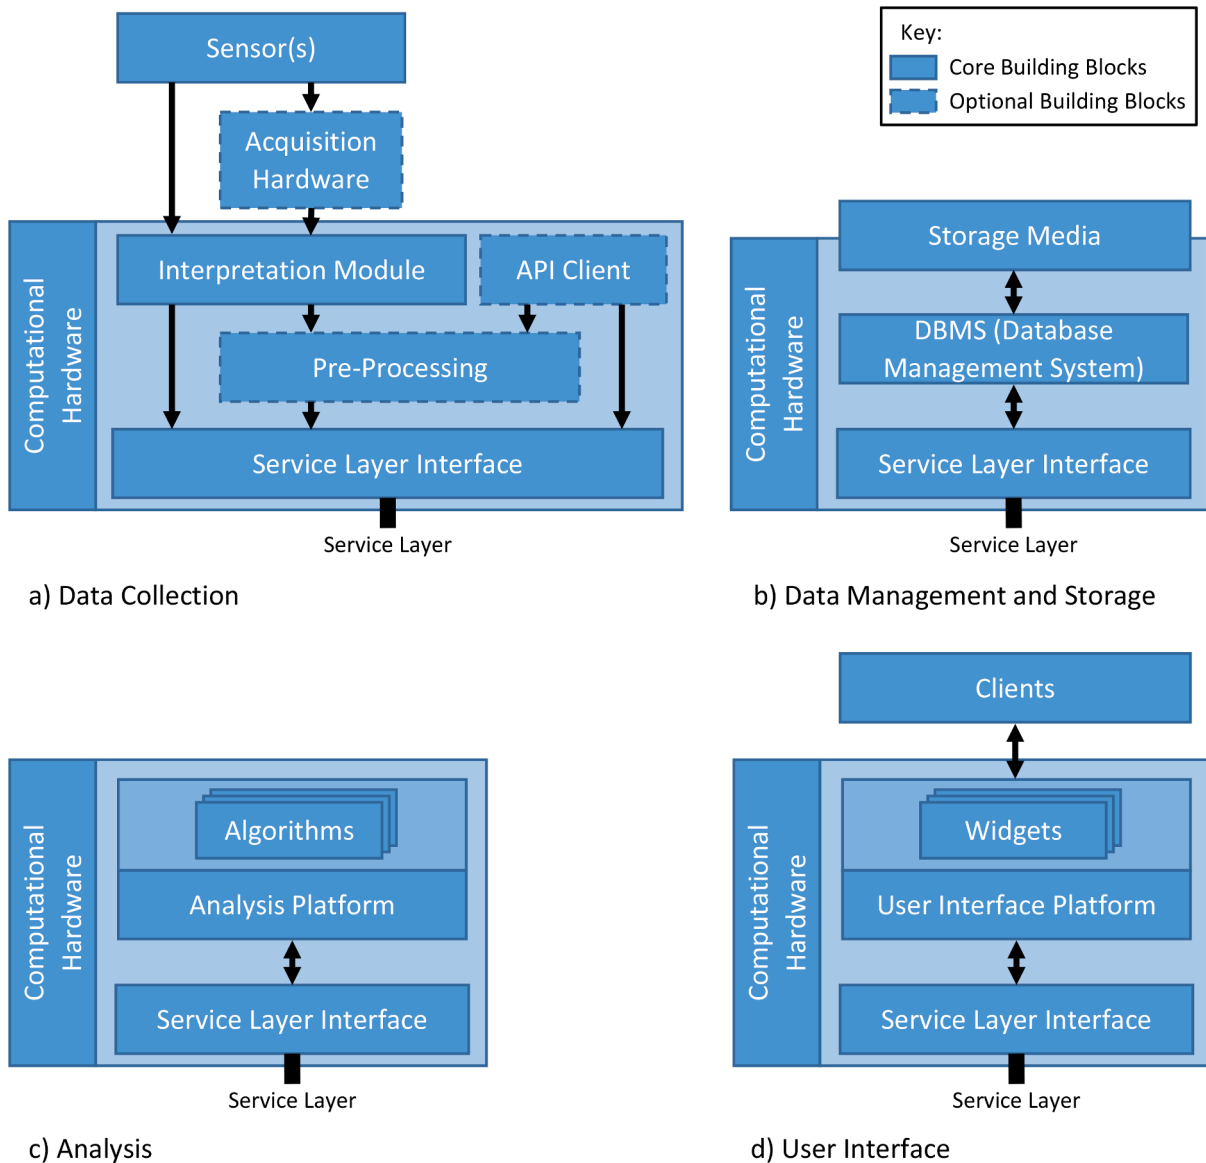 Sensor(s)
Key:
Core Building Blocks
Optional Building Blocks
Acquisition
Hardware
Computational
Hardware
Interpretation Module
API Client
Pre-Processing
Service Layer Interface
Service Layer
a) Data Collection
Computational
Hardware
Storage Media
DBMS (Database
Management System)
Service Layer Interface
Service Layer
b) Data Management and Storage
Computational
Hardware
Algorithms
Analysis Platform
Service Layer Interface
Service Layer
c) Analysis
Clients
Computational
Hardware
Widgets
User Interface Platform
Service Layer Interface
Service Layer
d) User Interface